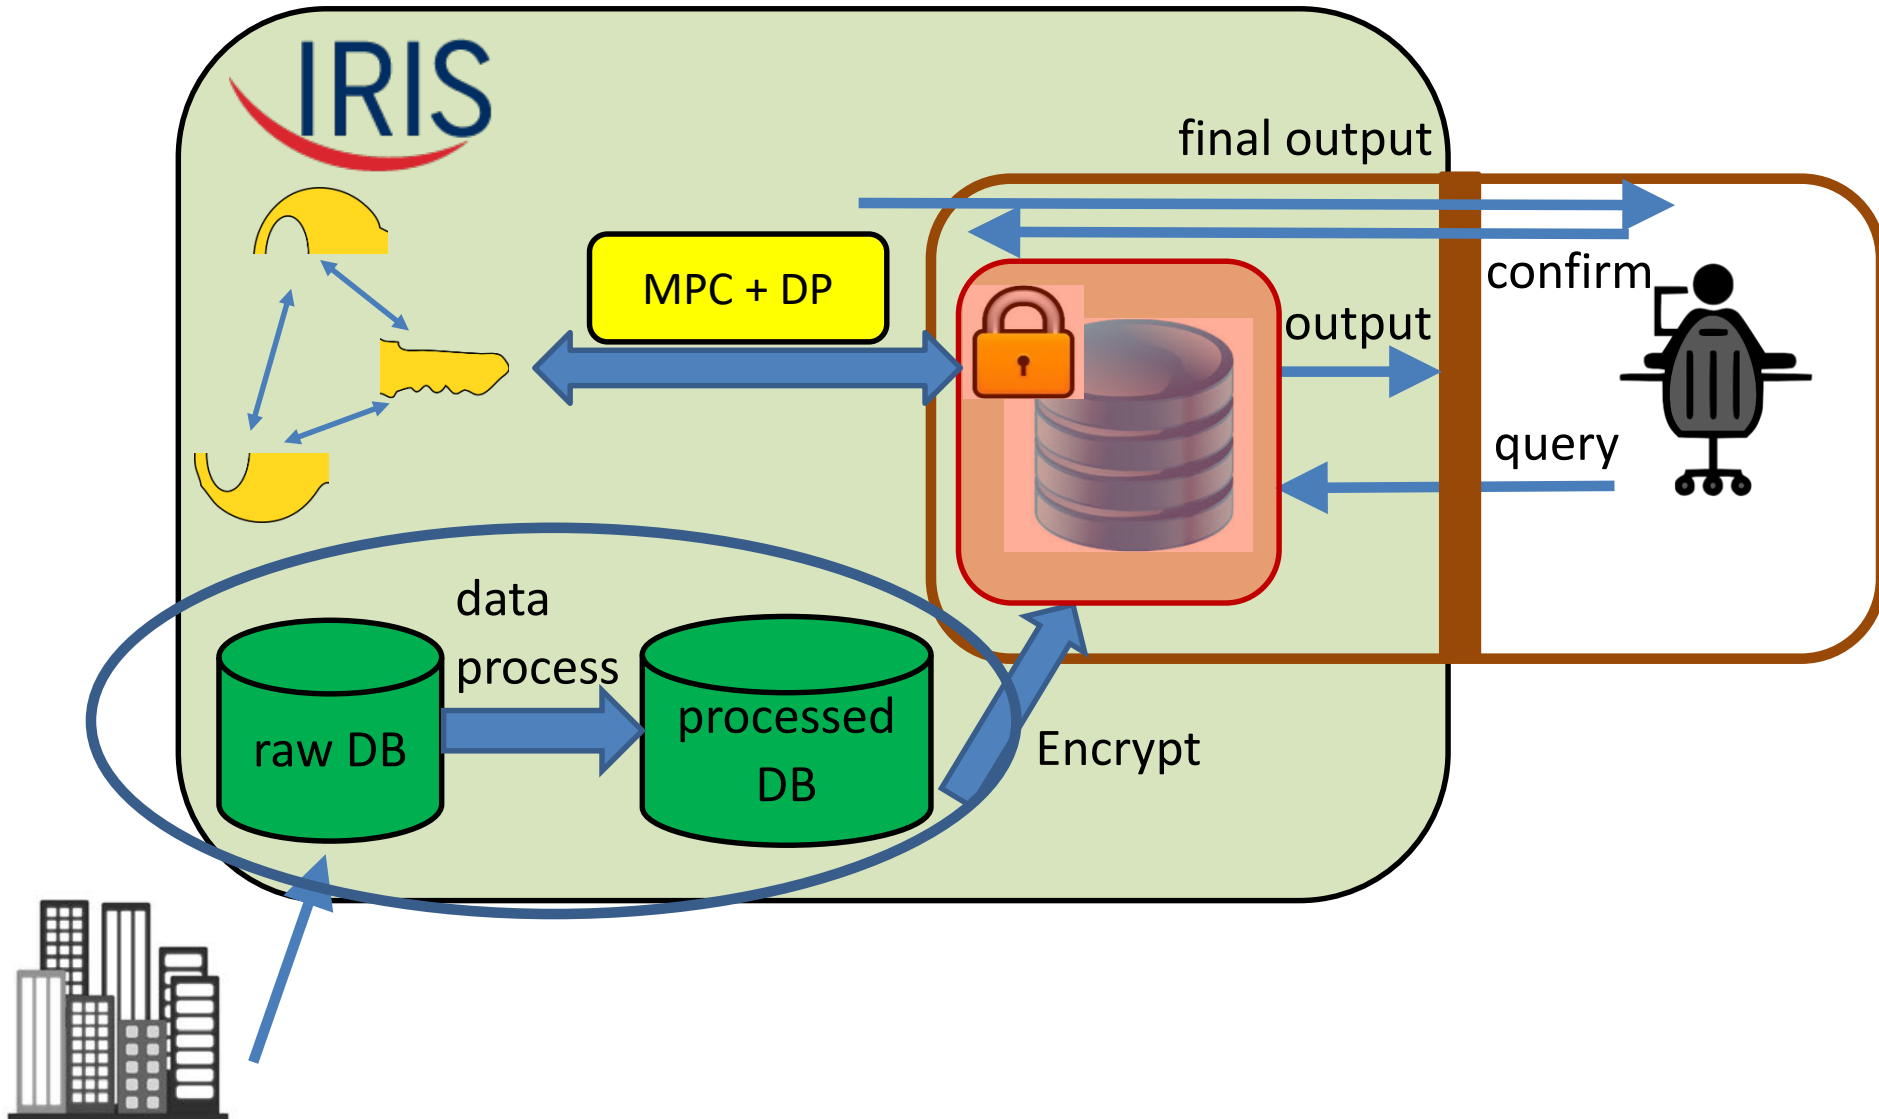 IRIS
final output
MPC + DP
confirm
output
query
data
process
raw DB
processed
DB
Encrypt